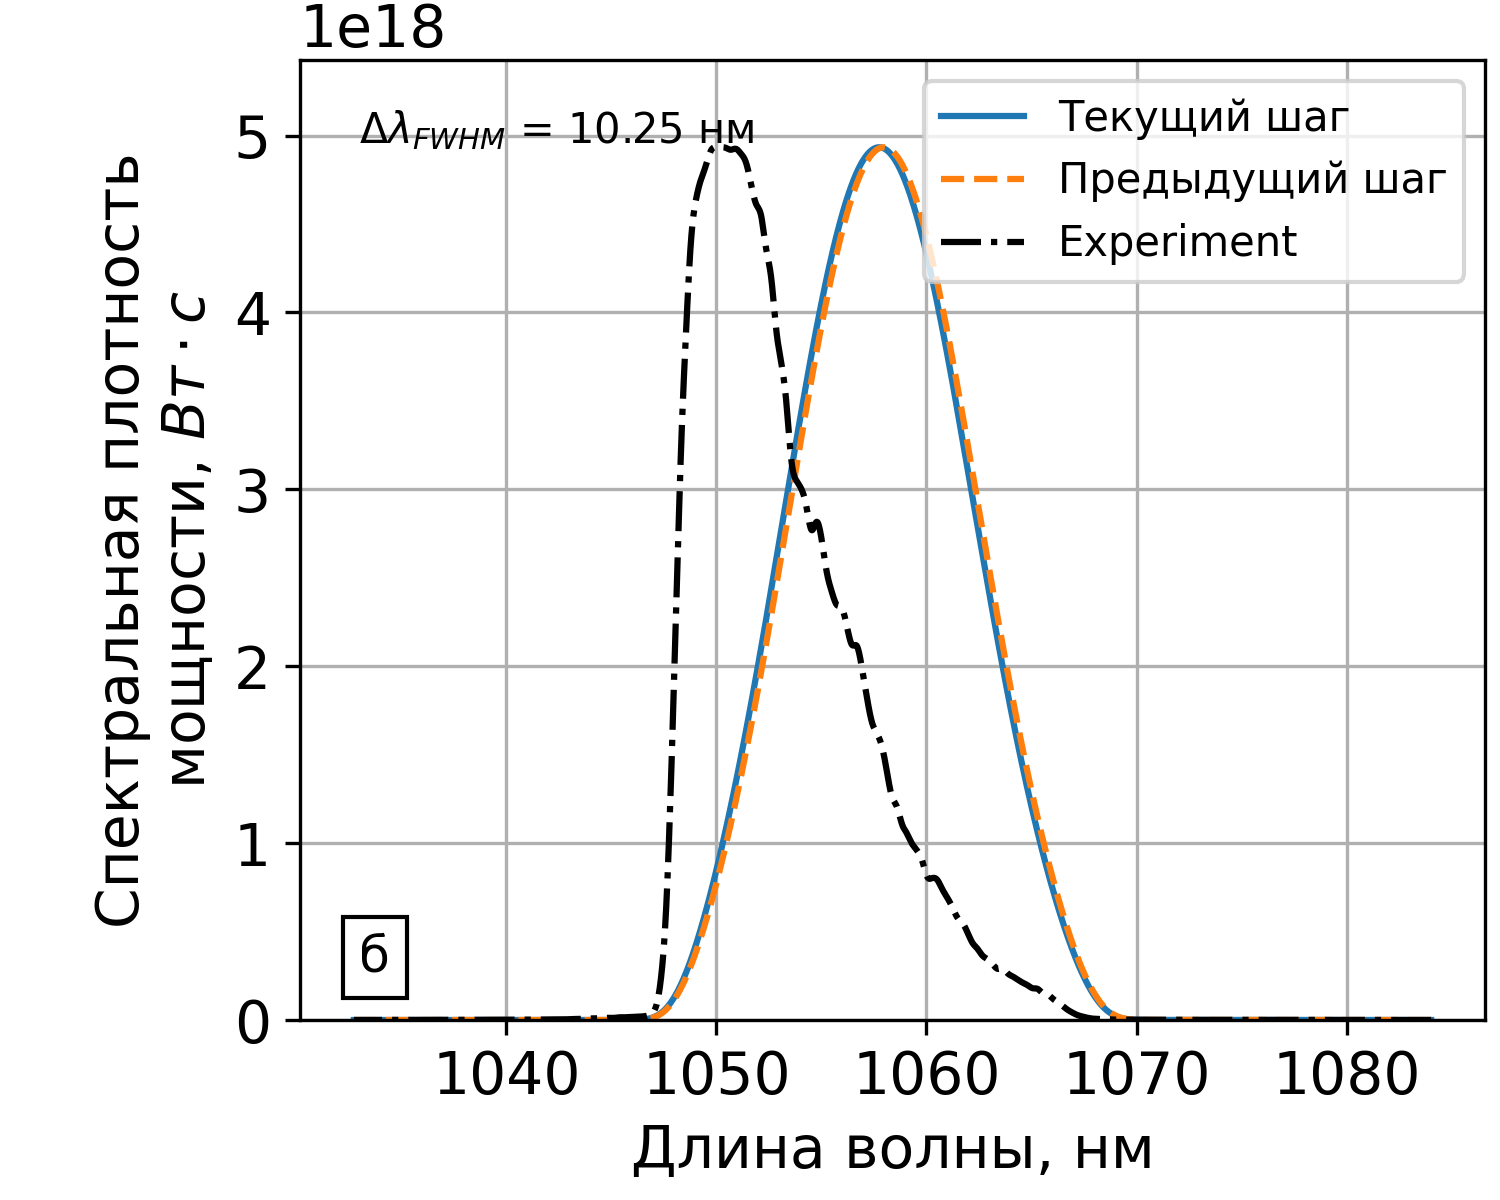 1e18
Δλ_FWHM = 10.25 нм
Текущий шаг
Предыдущий шаг
Experiment
Спектральная плотность
мощности, Вт · с
5
4
3
2
1
0
б
1040 1050 1060 1070 1080
Длина волны, нм